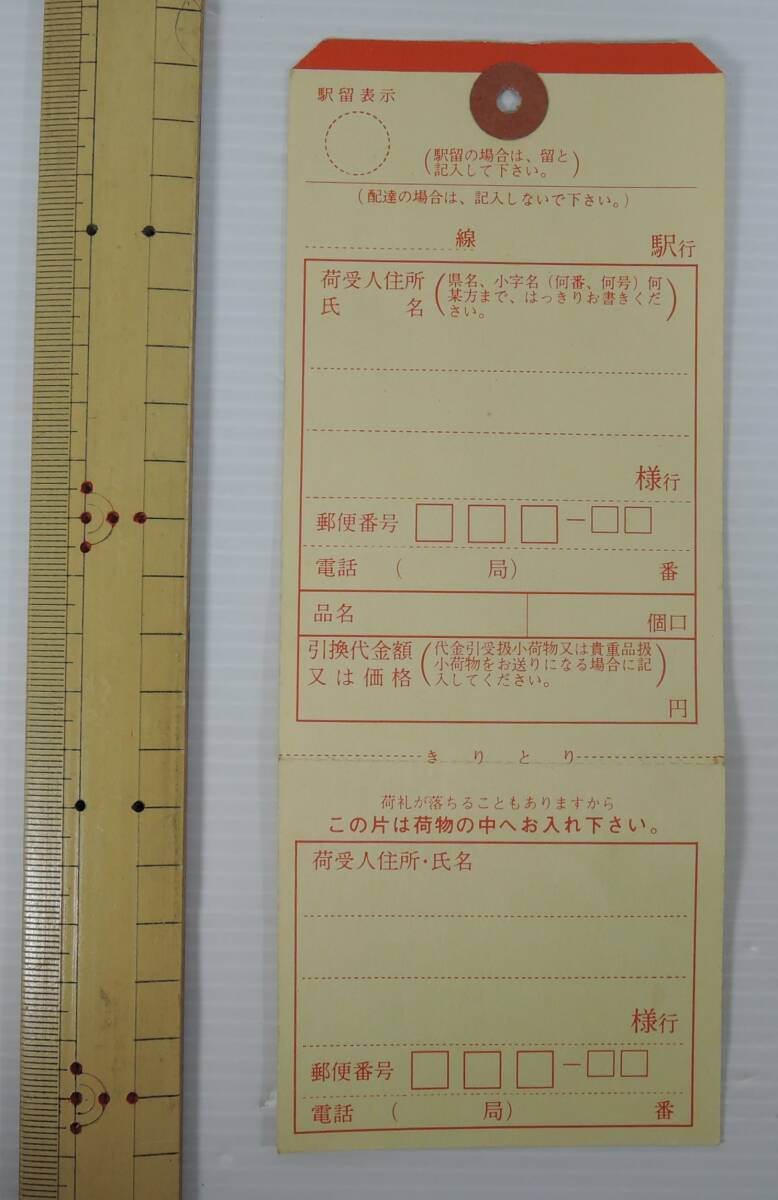 駅留表示
(駅留の場合は、留と
記入して下さい。)
(配達の場合は、記入しないで下さい。)
線 駅行
荷受人住所
氏 名
(県名、小字名(何番、何号)何
某方まで、はっきりお書きくだ
さい。)
様行
郵便番号 □□□-□□
電話 ( 局) 番
品名 個口
引換代金額
又は価格
(代金引受扱小荷物又は貴重品扱
小荷物をお送りになる場合に記
入してください。)
円
きりとり
荷札が落ちることもありますから
この片は荷物の中へお入れ下さい。
荷受人住所・氏名
様行
郵便番号 □□□-□□
電話 ( 局) 番